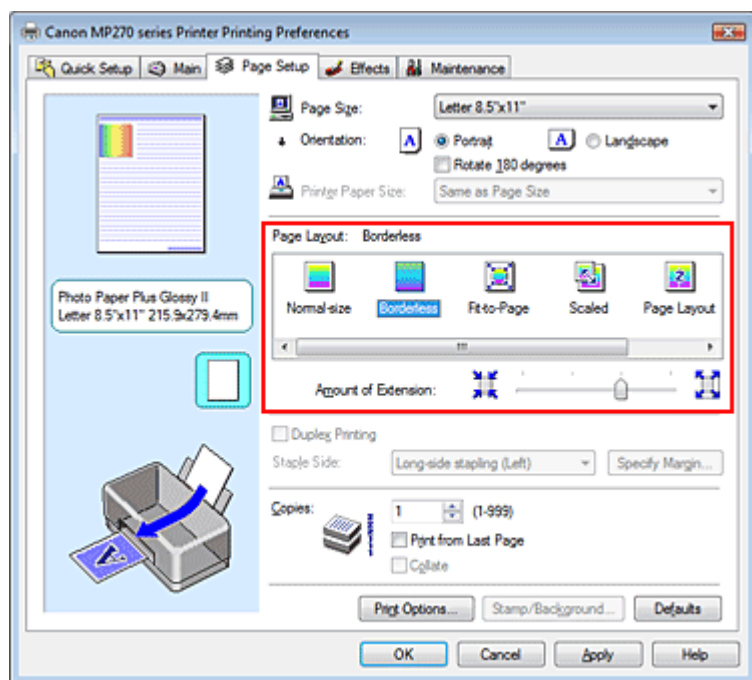 Canon MP270 series Printer Printing Preferences
Quick Setup Main Page Setup Effects Maintenance
Page Size: Letter 8.5"x11"
Orientation: A Portrait A Landscape
Rotate 180 degrees
Printer Paper Size: Same as Page Size
Page Layout: Borderless
Normal-size Borderless Fit-to-Page Scaled Page Layout
Photo Paper Plus Glossy II
Letter 8.5"x11" 215.9x279.4mm
Amount of Extension:
Duplex Printing
Staple Side: Long-side stapling (Left) Specify Margin...
Copies: 1 (1-999)
Print from Last Page
Collate
Print Options... Stamp/Background... Defaults
OK Cancel Apply Help